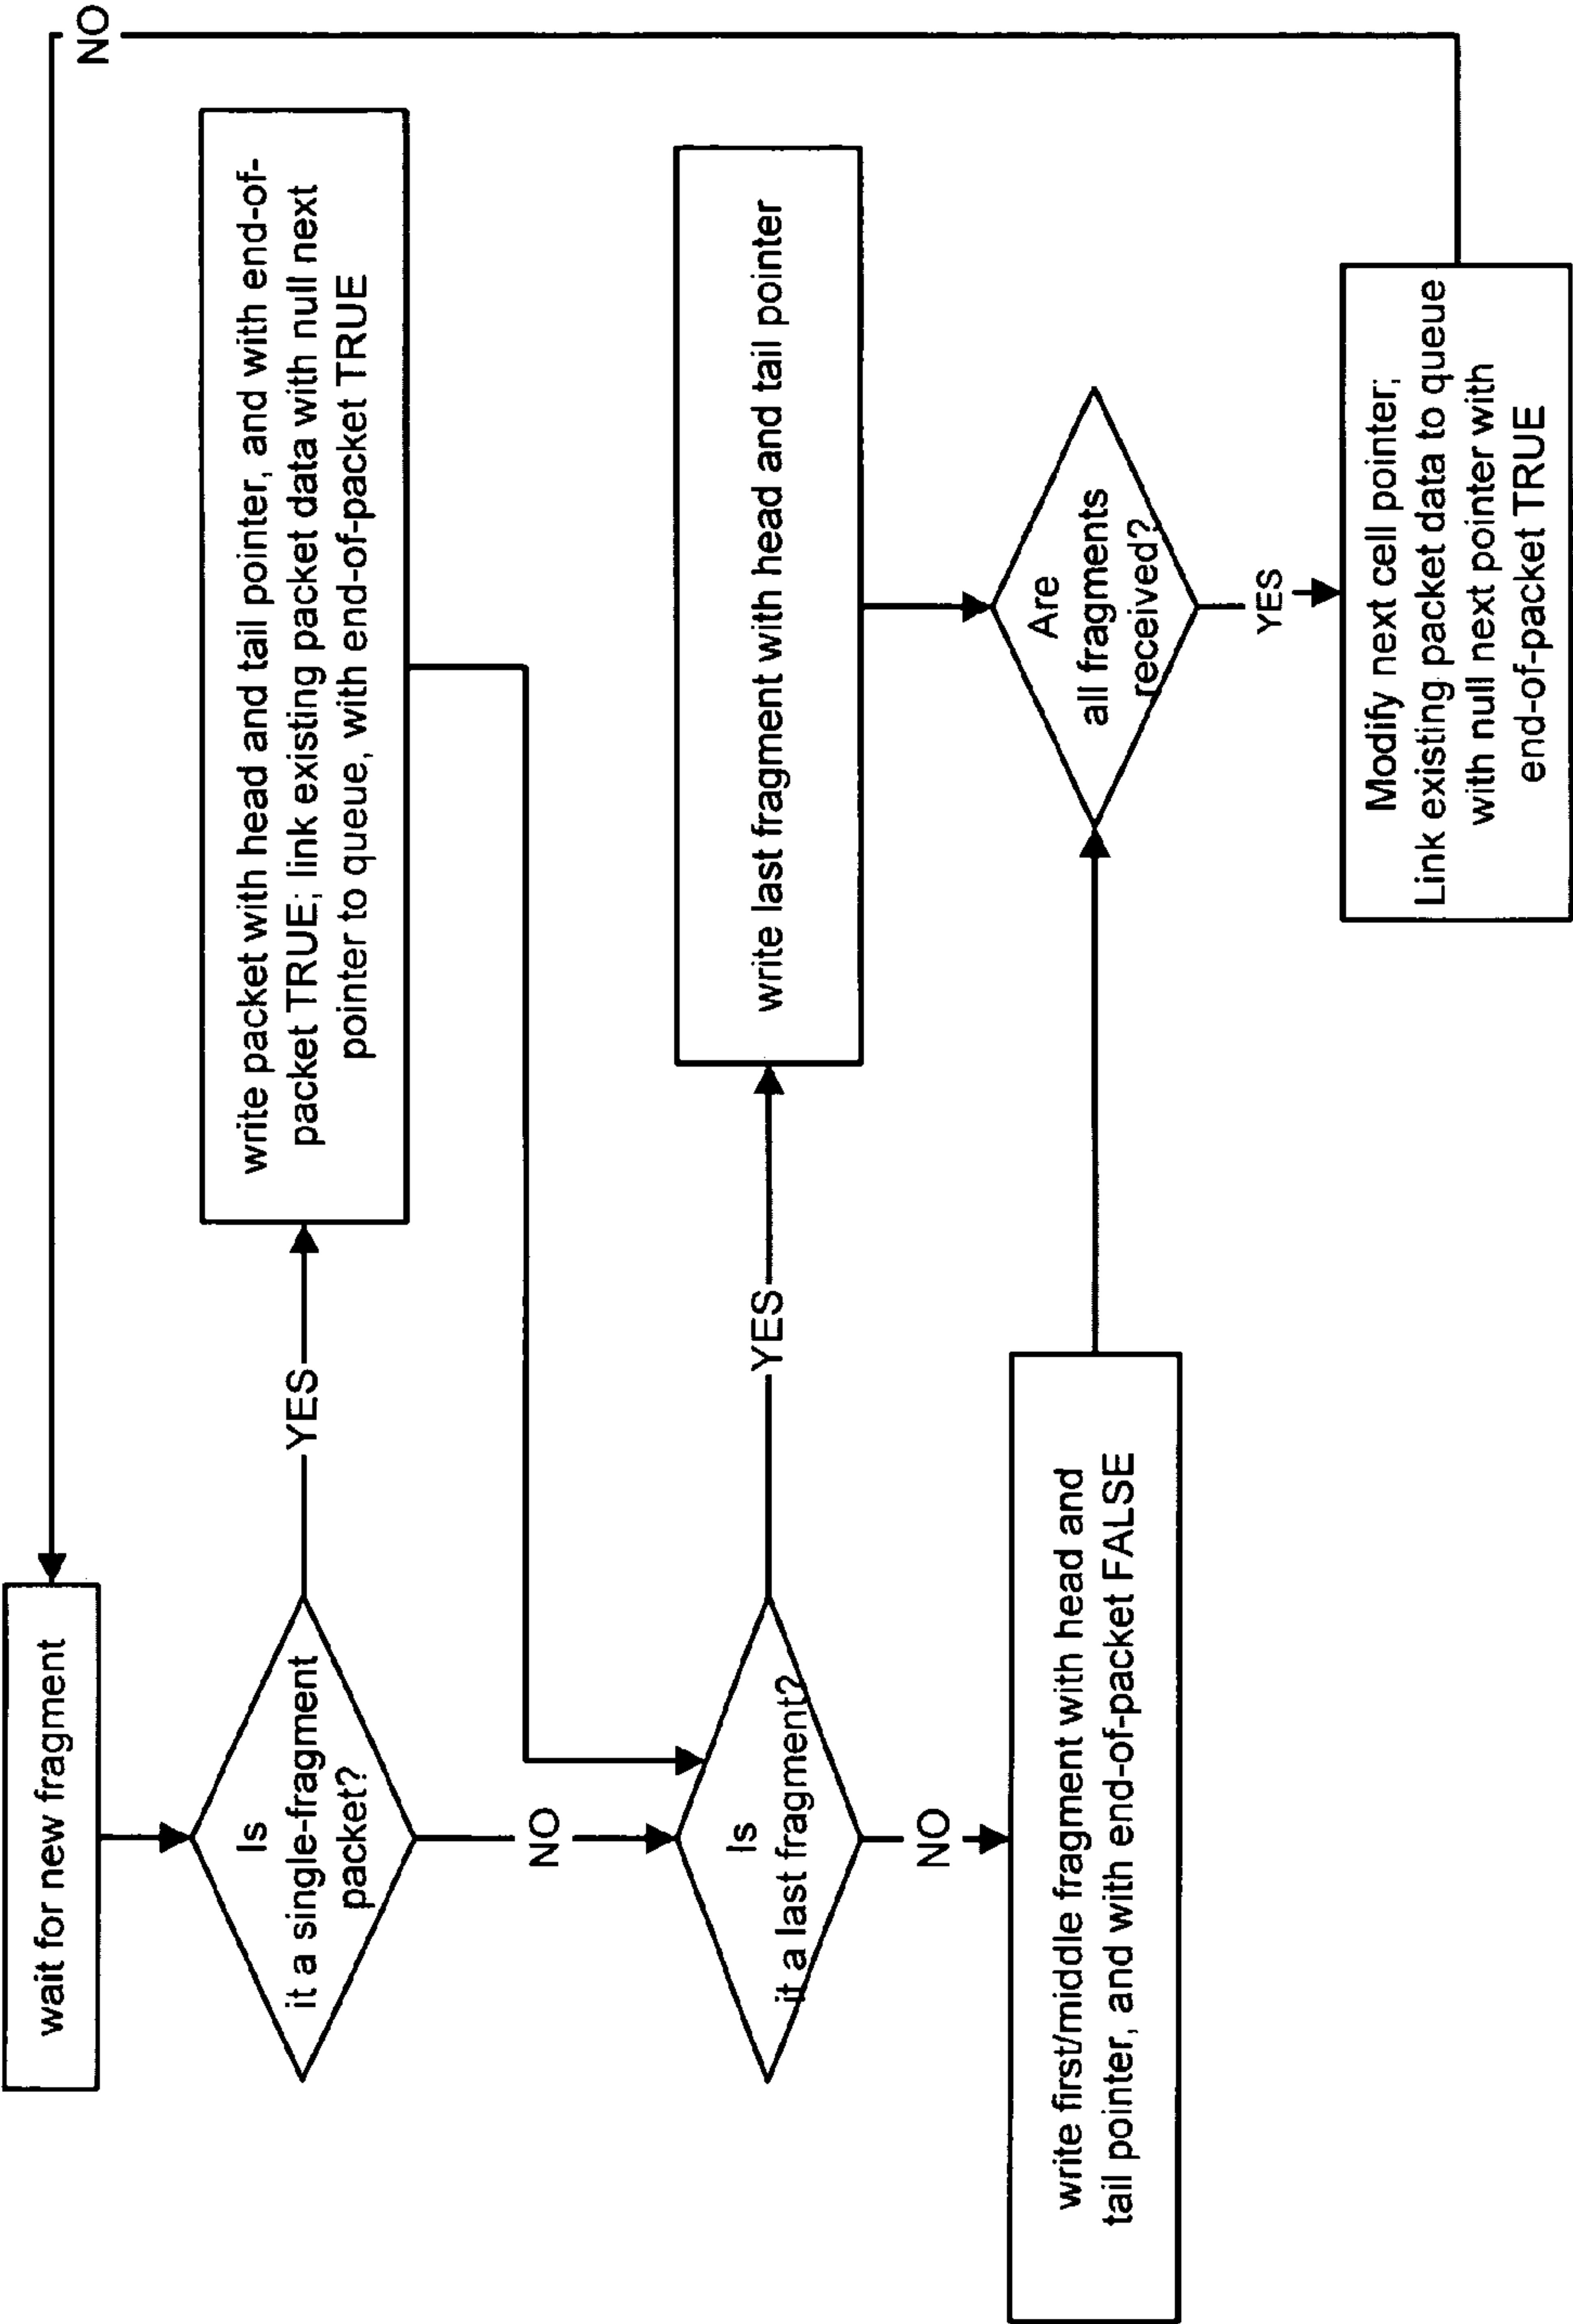 NO
wait for new fragment
Is
it a single-fragment
packet?
YES
write packet with head and tail pointer, and with end-of-
packet TRUE; link existing packet data with null next
pointer to queue, with end-of-packet TRUE
NO
Is
it a last fragment?
YES
write last fragment with head and tail pointer
NO
write first/middle fragment with head and
tail pointer, and with end-of-packet FALSE
Are
all fragments
received?
YES
Modify next cell pointer;
Link existing packet data to queue
with null next pointer with
end-of-packet TRUE